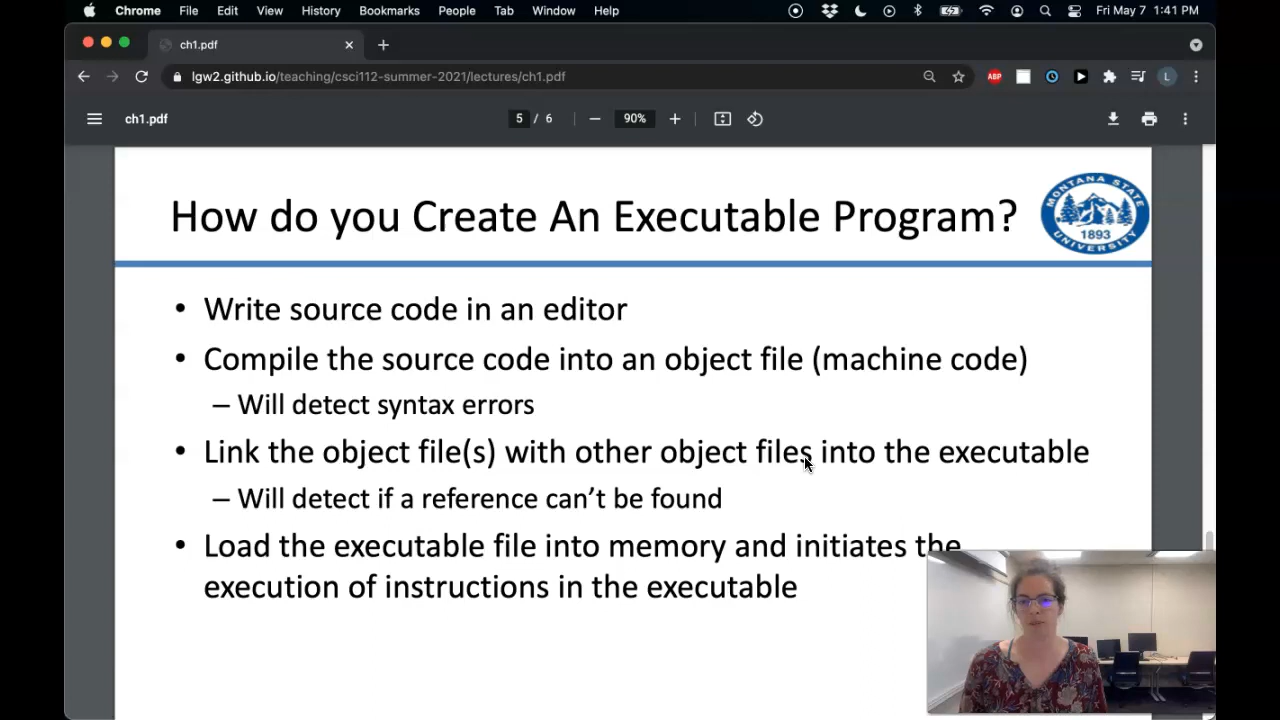 Chrome File Edit View History Bookmarks People Tab Window Help Fri May 7 1:41 PM
ch1.pdf
lgw2.github.io/teaching/csci112-summer-2021/lectures/ch1.pdf ABP L
ch1.pdf 5 / 6 90%
How do you Create An Executable Program?
MONTANA STATE
1893
UNIVERSITY
• Write source code in an editor
• Compile the source code into an object file (machine code)
– Will detect syntax errors
• Link the object file(s) with other object files into the executable
– Will detect if a reference can't be found
• Load the executable file into memory and initiates the
execution of instructions in the executable